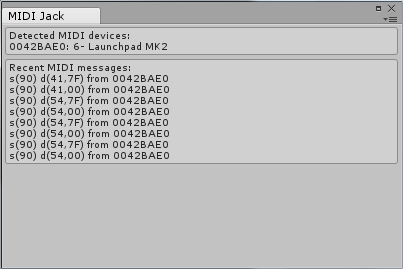 MIDI Jack
Detected MIDI devices:
0042BAE0: 6- Launchpad MK2
Recent MIDI messages:
s(90) d(41,7F) from 0042BAE0
s(90) d(41,00) from 0042BAE0
s(90) d(54,7F) from 0042BAE0
s(90) d(54,00) from 0042BAE0
s(90) d(54,7F) from 0042BAE0
s(90) d(54,00) from 0042BAE0
s(90) d(54,7F) from 0042BAE0
s(90) d(54,00) from 0042BAE0